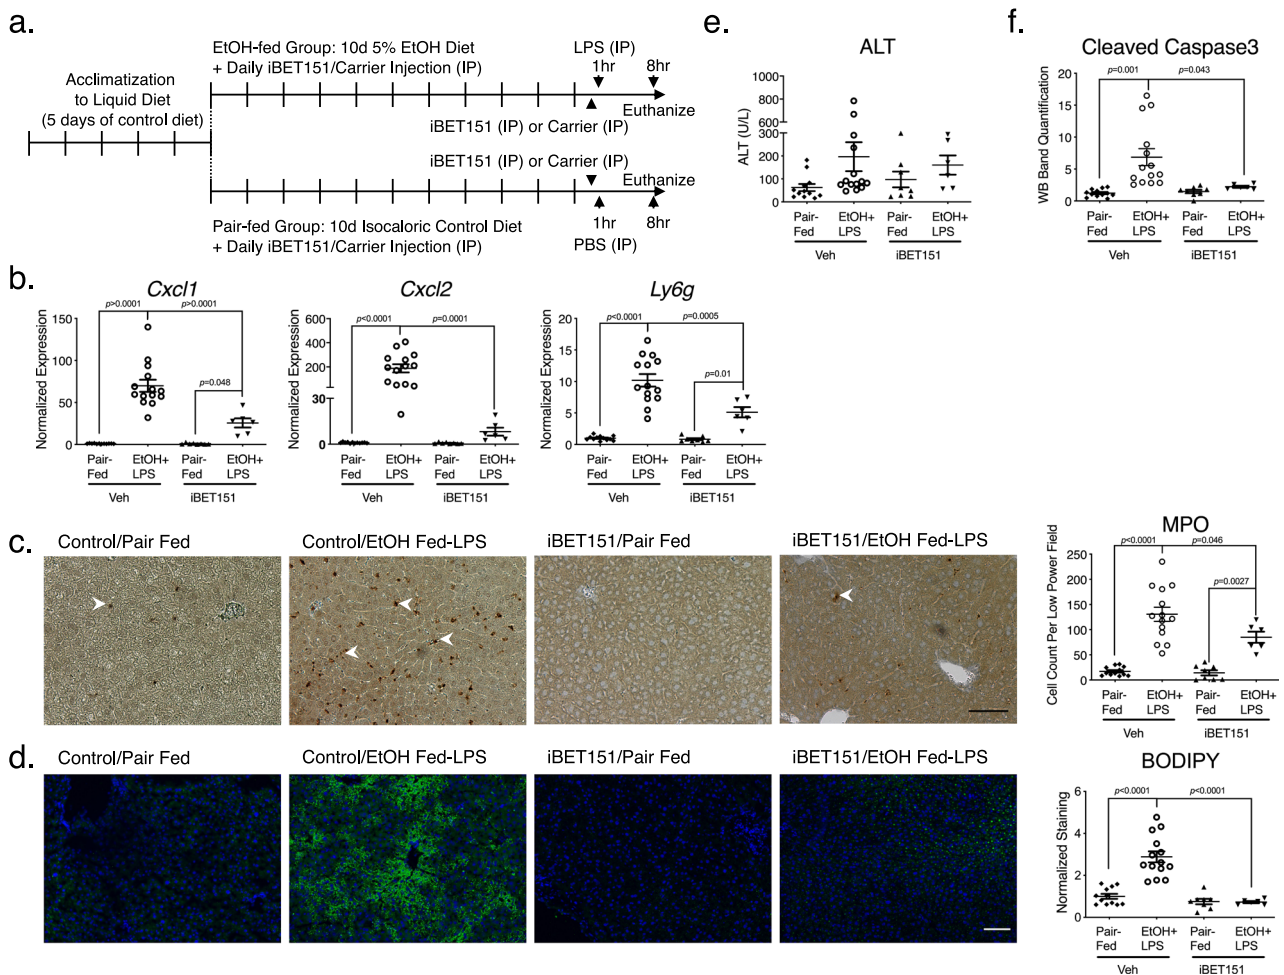 a.
EtOH-fed Group: 10d 5% EtOH Diet
+ Daily iBET151/Carrier Injection (IP)
LPS (IP)
1hr
8hr
Acclimatization
to Liquid Diet
(5 days of control diet)
Euthanize
iBET151 (IP) or Carrier (IP)
iBET151 (IP) or Carrier (IP)
Euthanize
Pair-fed Group: 10d Isocaloric Control Diet
+ Daily iBET151/Carrier Injection (IP)
1hr
8hr
PBS (IP)
e.
ALT
ALT (U/L)
1000
800
600
300
200
100
0
Pair-
Fed
EtOH+
LPS
Pair-
Fed
EtOH+
LPS
Veh
iBET151
f.
Cleaved Caspase3
WB Band Quantification
p=0.001
p=0.043
20
15
10
5
0
Pair-
Fed
EtOH+
LPS
Pair-
Fed
EtOH+
LPS
Veh
iBET151
b.
Cxcl1
Normalized Expression
p>0.0001
p>0.0001
p=0.048
150
100
50
0
Pair-
Fed
EtOH+
LPS
Pair-
Fed
EtOH+
LPS
Veh
iBET151
Cxcl2
Normalized Expression
p<0.0001
p=0.0001
600
400
200
30
0
Pair-
Fed
EtOH+
LPS
Pair-
Fed
EtOH+
LPS
Veh
iBET151
Ly6g
Normalized Expression
p<0.0001
p=0.0005
p=0.01
20
15
10
5
0
Pair-
Fed
EtOH+
LPS
Pair-
Fed
EtOH+
LPS
Veh
iBET151
c.
Control/Pair Fed
Control/EtOH Fed-LPS
iBET151/Pair Fed
iBET151/EtOH Fed-LPS
MPO
Cell Count Per Low Power Field
p<0.0001
p=0.046
p=0.0027
250
200
150
100
50
0
Pair-
Fed
EtOH+
LPS
Pair-
Fed
EtOH+
LPS
Veh
iBET151
d.
Control/Pair Fed
Control/EtOH Fed-LPS
iBET151/Pair Fed
iBET151/EtOH Fed-LPS
BODIPY
Normalized Staining
p<0.0001
p<0.0001
6
4
2
0
Pair-
Fed
EtOH+
LPS
Pair-
Fed
EtOH+
LPS
Veh
iBET151